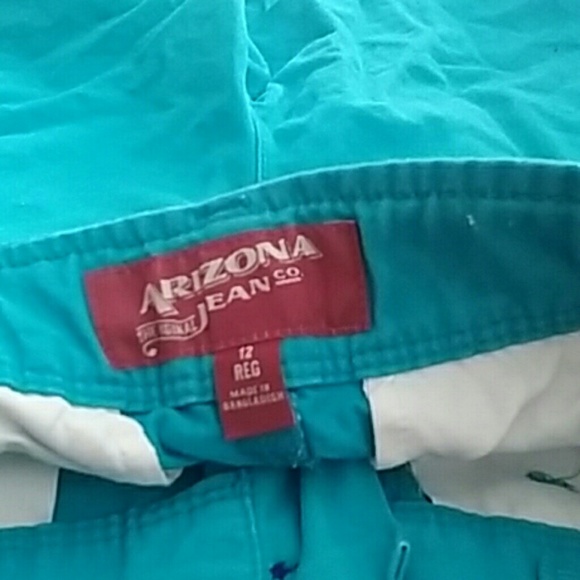 ARIZONA
JEAN CO.
THE ORIGINAL
12
REG
MADE IN
BANGLADESH